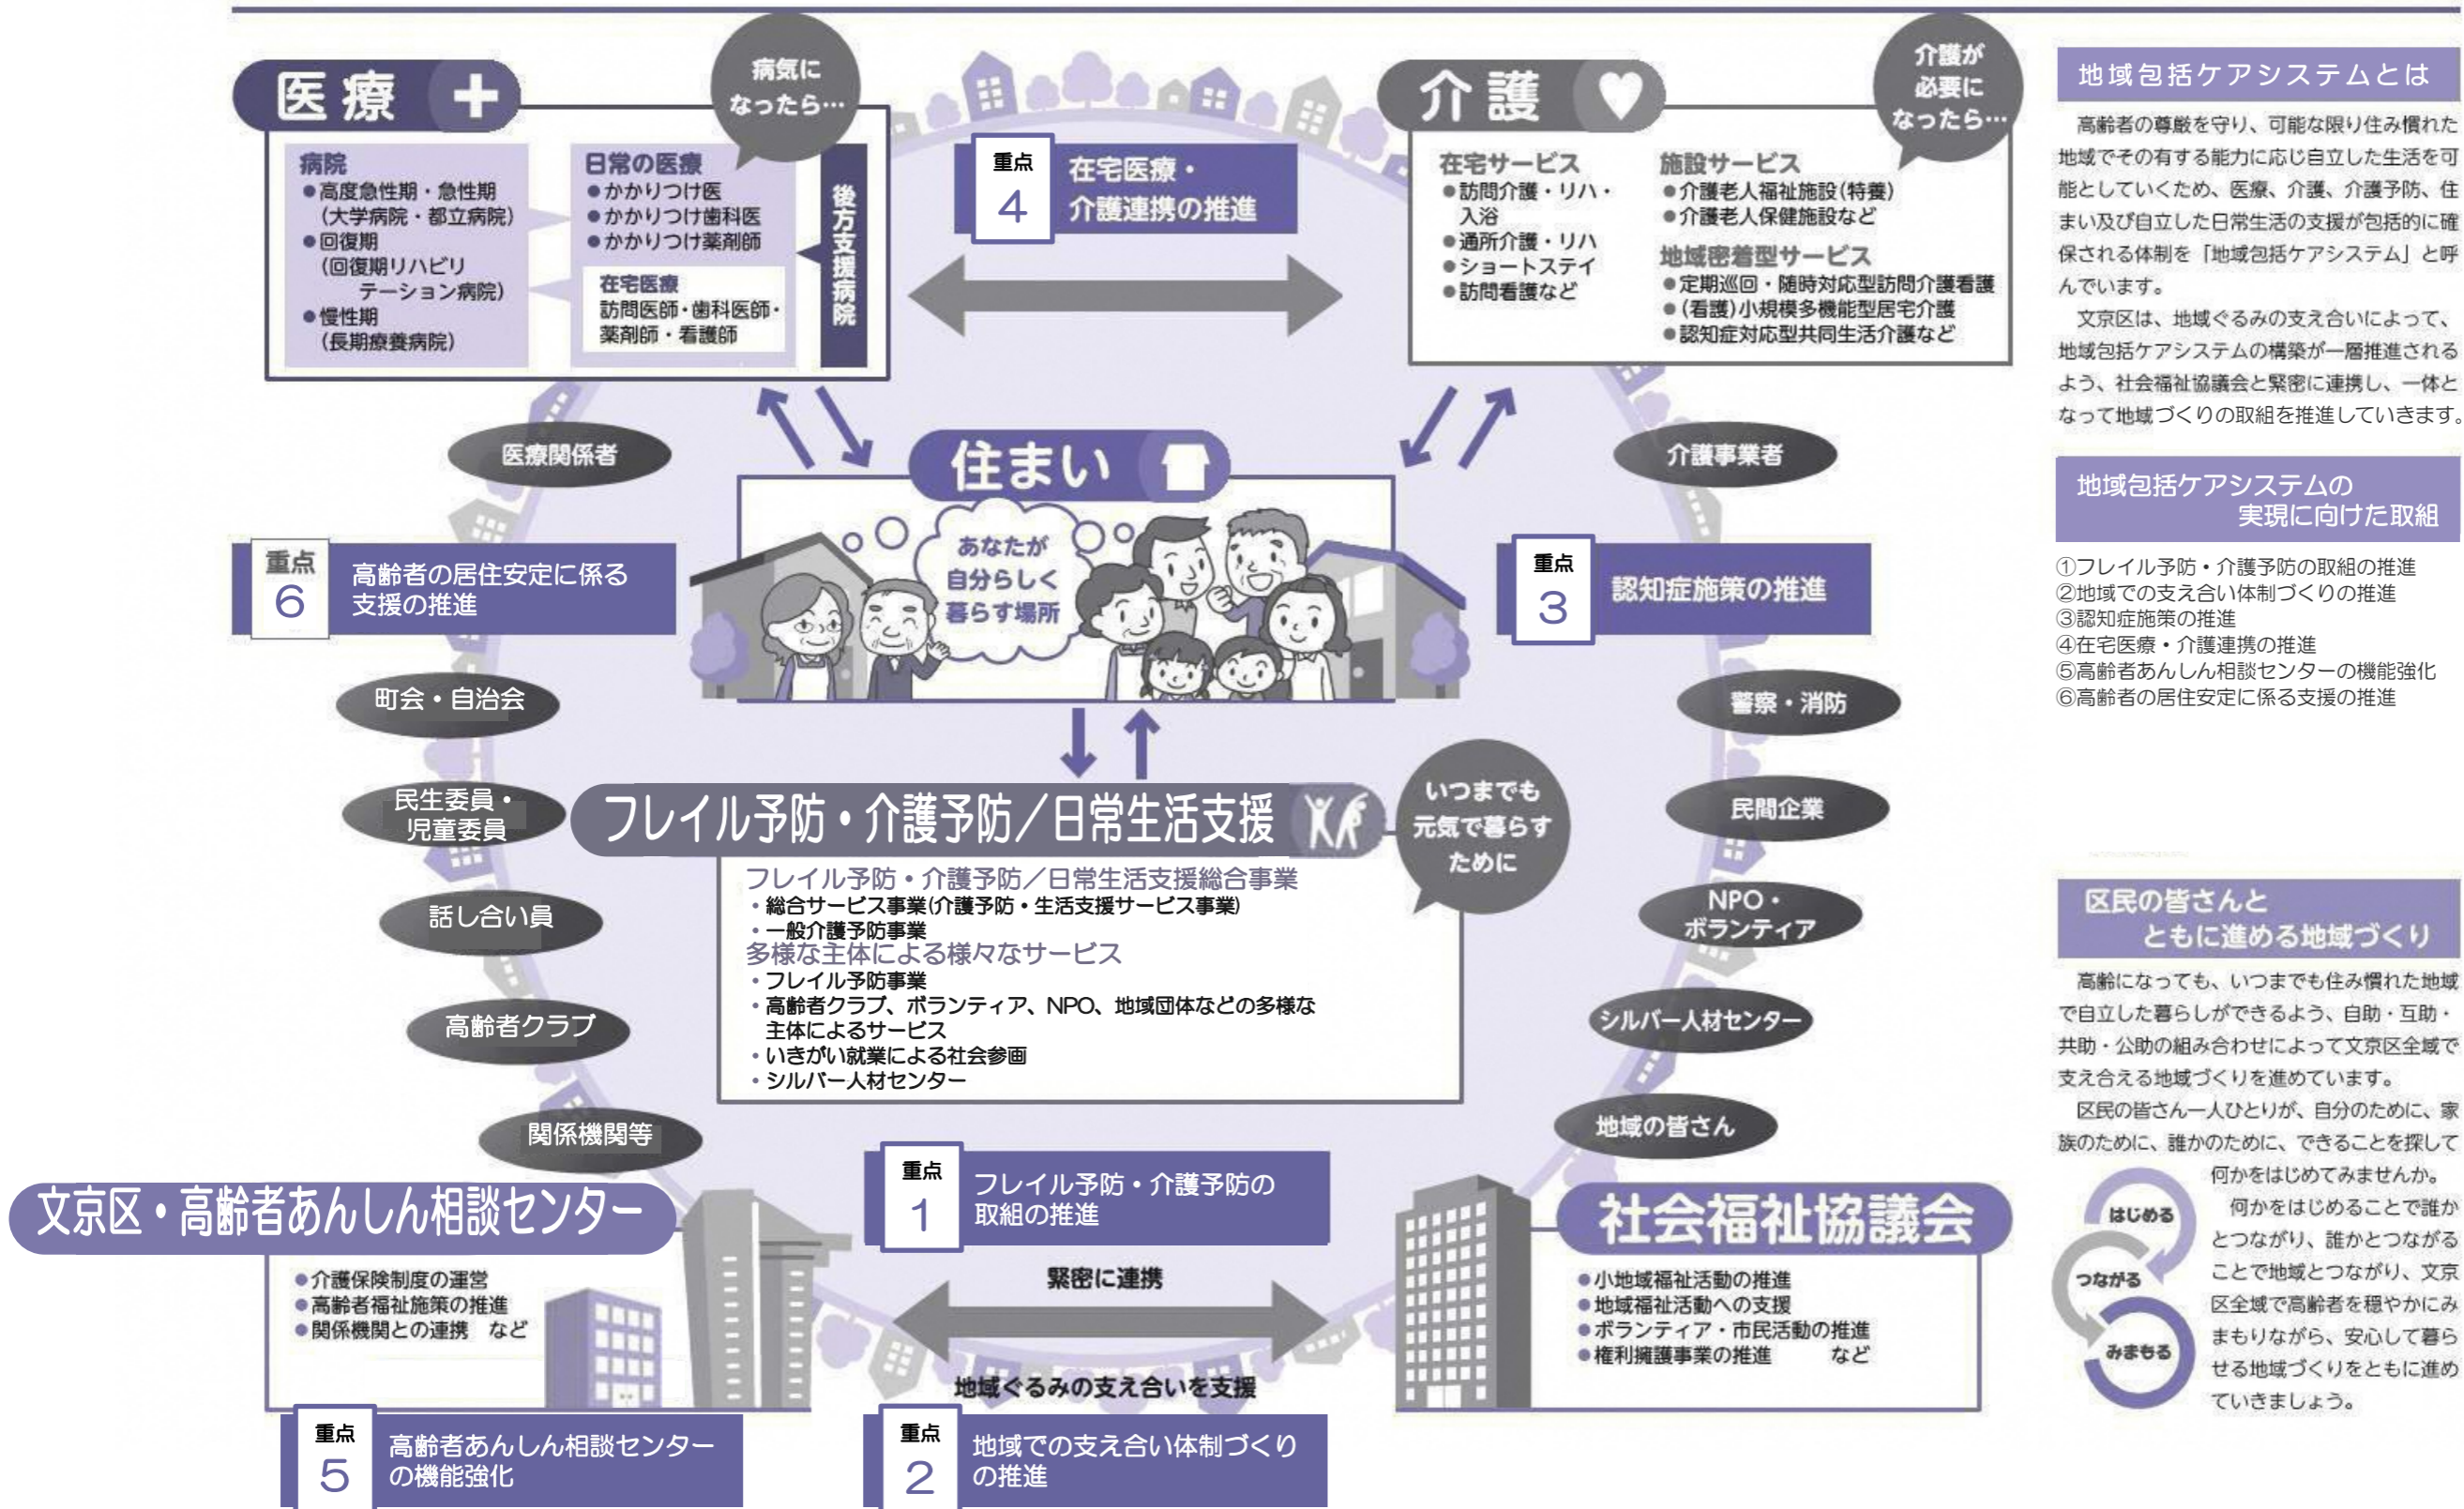 医療
病気に
なったら…
病院
●高度急性期・急性期
(大学病院・都立病院)
●回復期
(回復期リハビリ
テーション病院)
●慢性期
(長期療養病院)
日常の医療
●かかりつけ医
●かかりつけ歯科医
●かかりつけ薬剤師
在宅医療
訪問医師・歯科医師・
薬剤師・看護師
後方支援病院
重点
4
在宅医療・
介護連携の推進
介護
介護が
必要に
なったら…
在宅サービス
●訪問介護・リハ・
入浴
●通所介護・リハ
●ショートステイ
●訪問看護など
施設サービス
●介護老人福祉施設(特養)
●介護老人保健施設など
地域密着型サービス
●定期巡回・随時対応型訪問介護看護
●(看護)小規模多機能型居宅介護
●認知症対応型共同生活介護など
医療関係者
介護事業者
住まい
あなたが
自分らしく
暮らす場所
重点
6
高齢者の居住安定に係る
支援の推進
重点
3
認知症施策の推進
町会・自治会
民生委員・
児童委員
話し合い員
高齢者クラブ
関係機関等
警察・消防
民間企業
NPO・
ボランティア
シルバー人材センター
地域の皆さん
フレイル予防・介護予防／日常生活支援
いつまでも
元気で暮らす
ために
フレイル予防・介護予防／日常生活支援総合事業
・総合サービス事業(介護予防・生活支援サービス事業)
・一般介護予防事業
多様な主体による様々なサービス
・フレイル予防事業
・高齢者クラブ、ボランティア、NPO、地域団体などの多様な
主体によるサービス
・いきがい就業による社会参画
・シルバー人材センター
重点
1
フレイル予防・介護予防の
取組の推進
文京区・高齢者あんしん相談センター
●介護保険制度の運営
●高齢者福祉施策の推進
●関係機関との連携　など
緊密に連携
地域ぐるみの支え合いを支援
社会福祉協議会
●小地域福祉活動の推進
●地域福祉活動への支援
●ボランティア・市民活動の推進
●権利擁護事業の推進　　など
重点
5
高齢者あんしん相談センター
の機能強化
重点
2
地域での支え合い体制づくり
の推進
地域包括ケアシステムとは
高齢者の尊厳を守り、可能な限り住み慣れた
地域でその有する能力に応じ自立した生活を可
能としていくため、医療、介護、介護予防、住
まい及び自立した日常生活の支援が包括的に確
保される体制を「地域包括ケアシステム」と呼
んでいます。
文京区は、地域ぐるみの支え合いによって、
地域包括ケアシステムの構築が一層推進される
よう、社会福祉協議会と緊密に連携し、一体と
なって地域づくりの取組を推進していきます。
地域包括ケアシステムの
実現に向けた取組
①フレイル予防・介護予防の取組の推進
②地域での支え合い体制づくりの推進
③認知症施策の推進
④在宅医療・介護連携の推進
⑤高齢者あんしん相談センターの機能強化
⑥高齢者の居住安定に係る支援の推進
区民の皆さんと
ともに進める地域づくり
高齢になっても、いつまでも住み慣れた地域
で自立した暮らしができるよう、自助・互助・
共助・公助の組み合わせによって文京区全域で
支え合える地域づくりを進めています。
区民の皆さん一人ひとりが、自分のために、家
族のために、誰かのために、できることを探して
何かをはじめてみませんか。
何かをはじめることで誰か
とつながり、誰かとつながる
ことで地域とつながり、文京
区全域で高齢者を穏やかにみ
まもりながら、安心して暮ら
せる地域づくりをともに進め
ていきましょう。
はじめる
つながる
みまもる